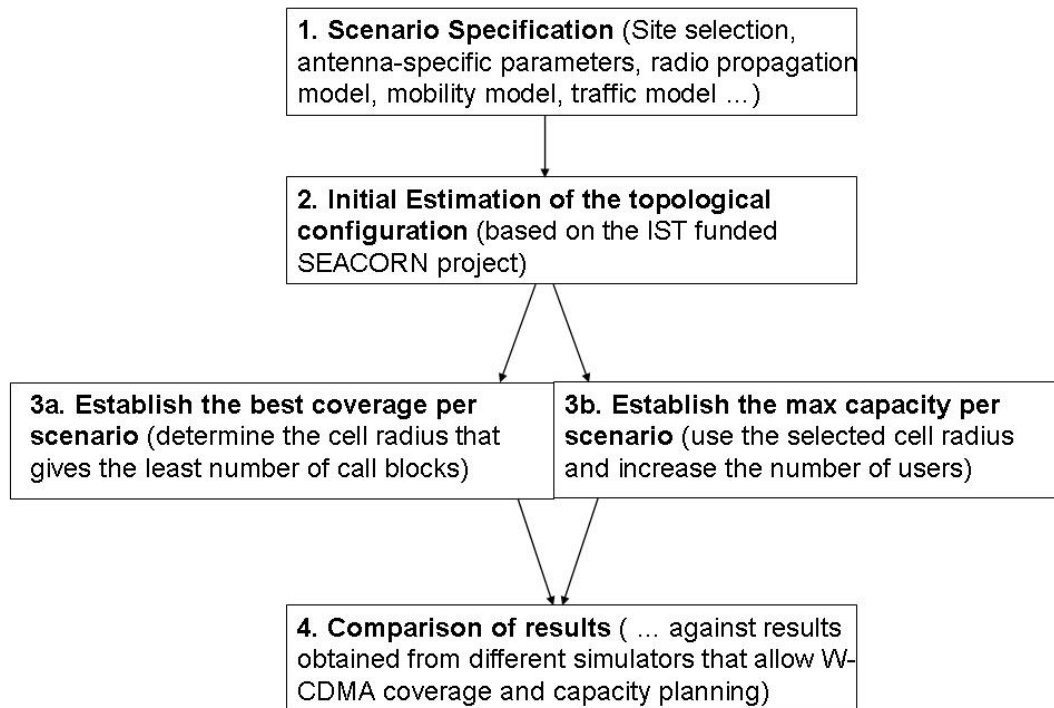 1. Scenario Specification (Site selection,
antenna-specific parameters, radio propagation
model, mobility model, traffic model ...)
2. Initial Estimation of the topological
configuration (based on the IST funded
SEACORN project)
3a. Establish the best coverage per
scenario (determine the cell radius that
gives the least number of call blocks)
3b. Establish the max capacity per
scenario (use the selected cell radius
and increase the number of users)
4. Comparison of results ( ... against results
obtained from different simulators that allow W-
CDMA coverage and capacity planning)